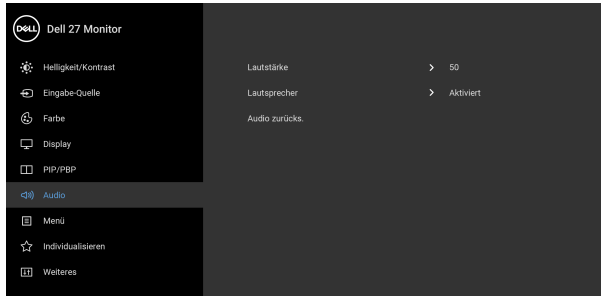 DELL Dell 27 Monitor
Helligkeit/Kontrast
Eingabe-Quelle
Farbe
Display
PIP/PBP
Audio
Menü
Individualisieren
Weiteres
Lautstärke 50
Lautsprecher Aktiviert
Audio zurücks.